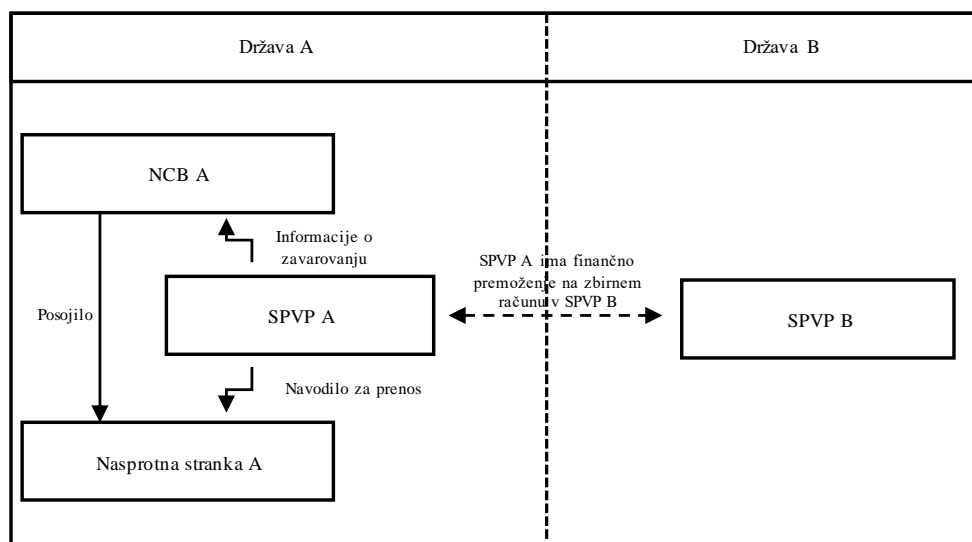 Država A
Država B
NCB A
Informacije o
zavarovanju
SPVP A ima finančno
premoženje na zbirnem
računu v SPVP B
Posojilo
SPVP A
SPVP B
Navodilo za prenos
Nasprotna stranka A